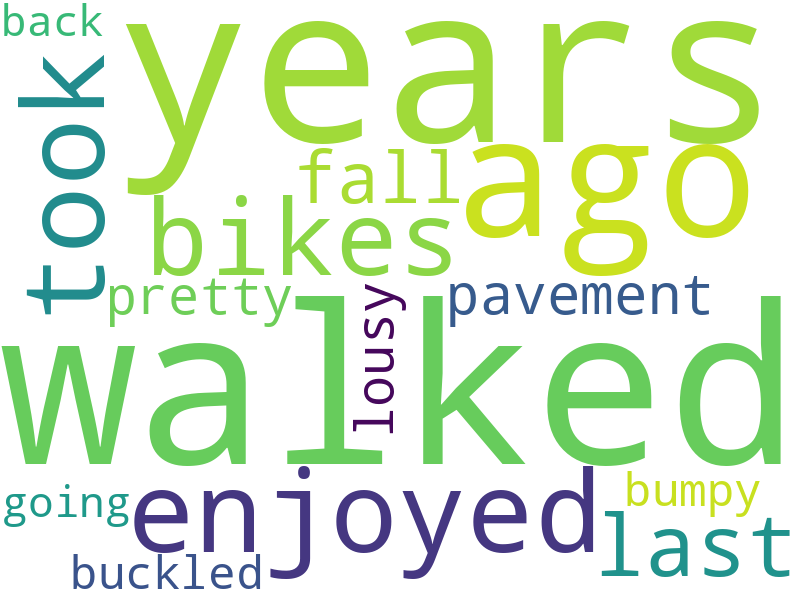 back
years
took
ago
fall
bikes
pretty
pavement
lousy
walked
going
enjoyed
bumpy
last
buckled